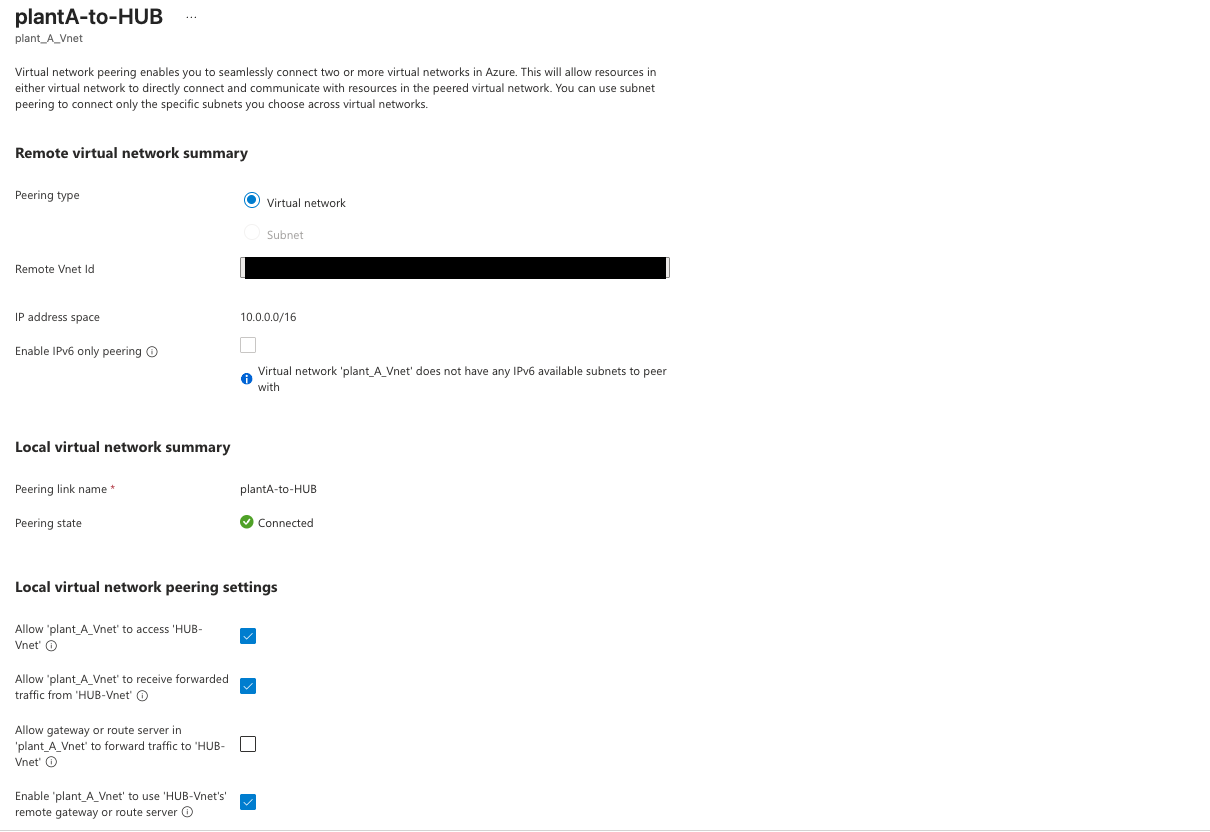 plantA-to-HUB ...
plant_A_Vnet
Virtual network peering enables you to seamlessly connect two or more virtual networks in Azure. This will allow resources in
either virtual network to directly connect and communicate with resources in the peered virtual network. You can use subnet
peering to connect only the specific subnets you choose across virtual networks.
Remote virtual network summary
Peering type
Virtual network
Subnet
Remote Vnet Id
IP address space
10.0.0.0/16
Enable IPv6 only peering
Virtual network 'plant_A_Vnet' does not have any IPv6 available subnets to peer
with
Local virtual network summary
Peering link name *
plantA-to-HUB
Peering state
Connected
Local virtual network peering settings
Allow 'plant_A_Vnet' to access 'HUB-
Vnet'
Allow 'plant_A_Vnet' to receive forwarded
traffic from 'HUB-Vnet'
Allow gateway or route server in
'plant_A_Vnet' to forward traffic to 'HUB-
Vnet'
Enable 'plant_A_Vnet' to use 'HUB-Vnet's'
remote gateway or route server